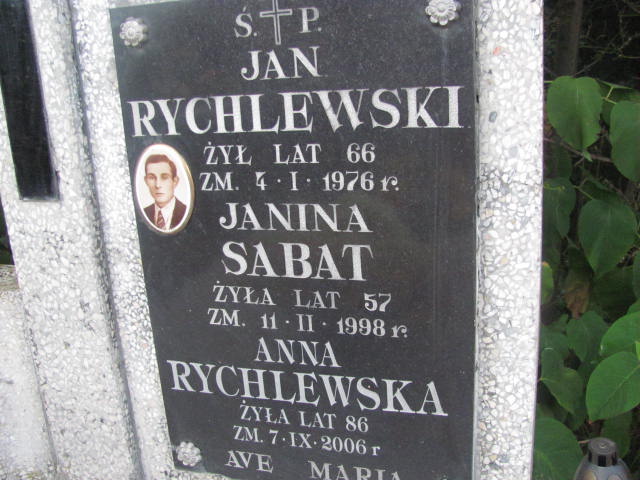 Ś. P.
JAN
RYCHLEWSKI
ŻYŁ LAT 66
ZM. 4·I·1976 r.
JANINA
SABAT
ŻYŁA LAT 57
ZM. 11·II·1998 r.
ANNA
RYCHLEWSKA
ŻYŁA LAT 86
ZM. 7·IX·2006 r
AVE MARIA